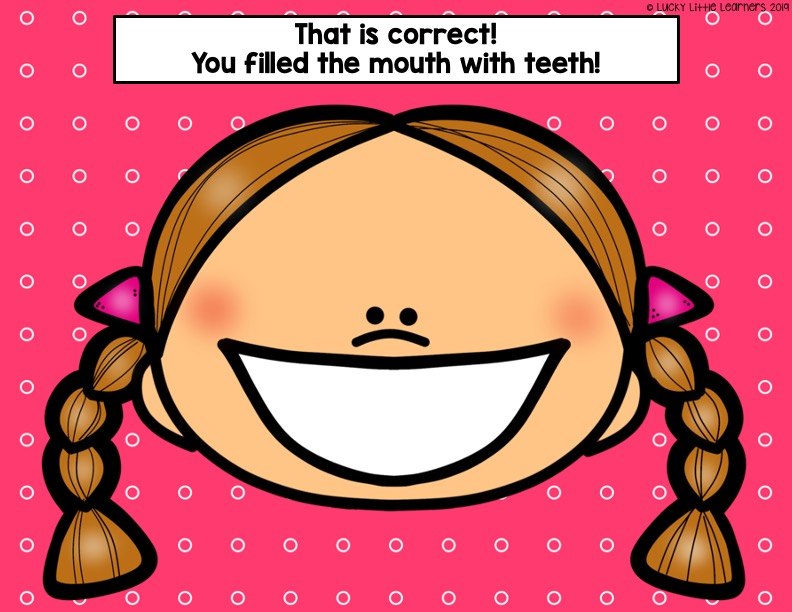 © Lucky Little Learners 2019
That is correct!
You filled the mouth with teeth!